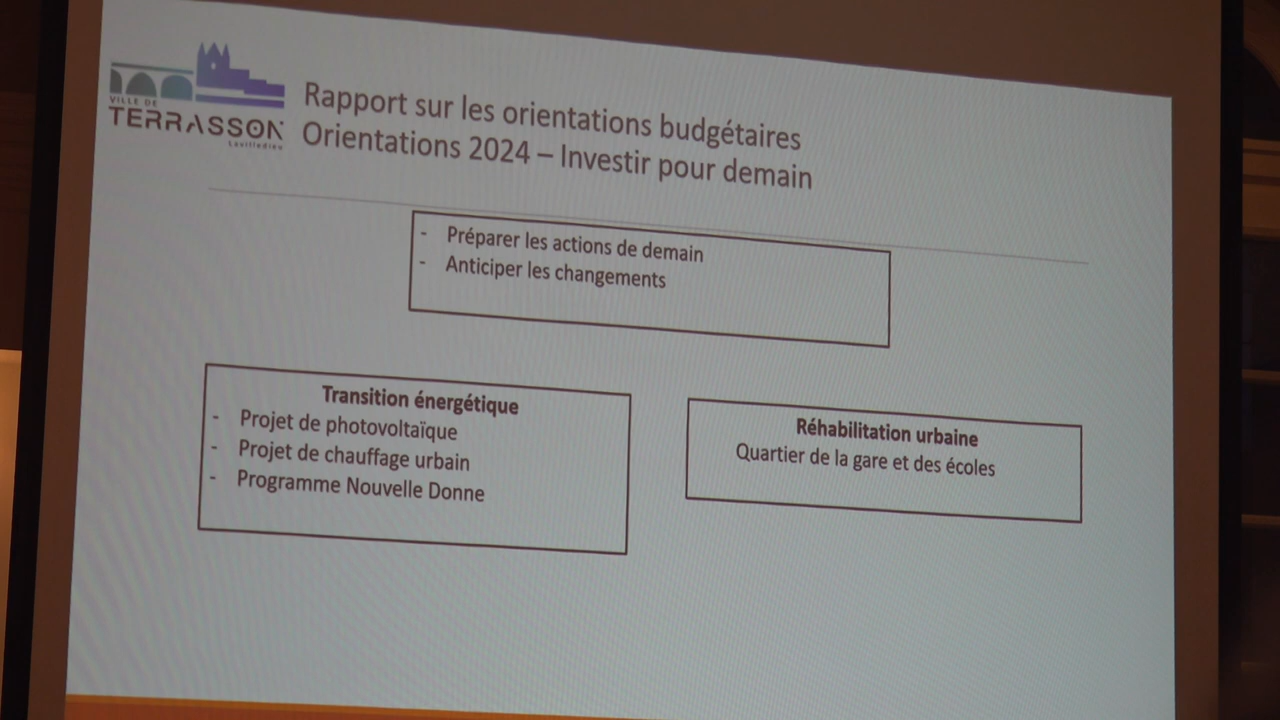 VILLE DE
TERRASSON
Lavilledieu
Rapport sur les orientations budgétaires
Orientations 2024 – Investir pour demain
- Préparer les actions de demain
- Anticiper les changements
Transition énergétique
- Projet de photovoltaïque
- Projet de chauffage urbain
- Programme Nouvelle Donne
Réhabilitation urbaine
Quartier de la gare et des écoles